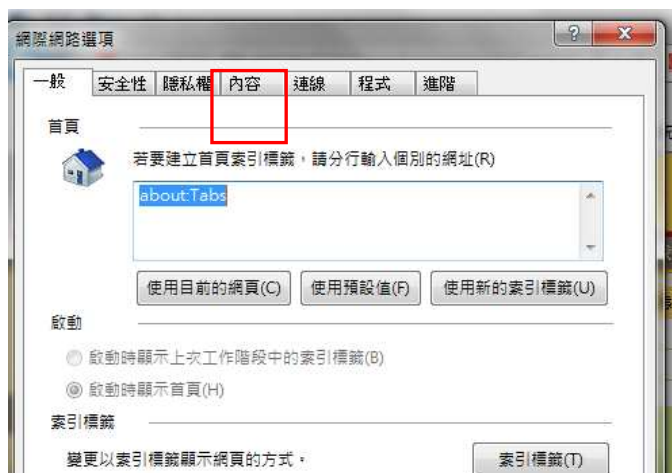 網際網路選項
一般 安全性 隱私權 內容 連線 程式 進階
首頁
若要建立首頁索引標籤，請分行輸入個別的網址(R)
about:Tabs
使用目前的網頁(C) 使用預設值(F) 使用新的索引標籤(U)
啟動
啟動時顯示上次工作階段中的索引標籤(B)
啟動時顯示首頁(H)
索引標籤
變更以索引標籤顯示網頁的方式。 索引標籤(T)